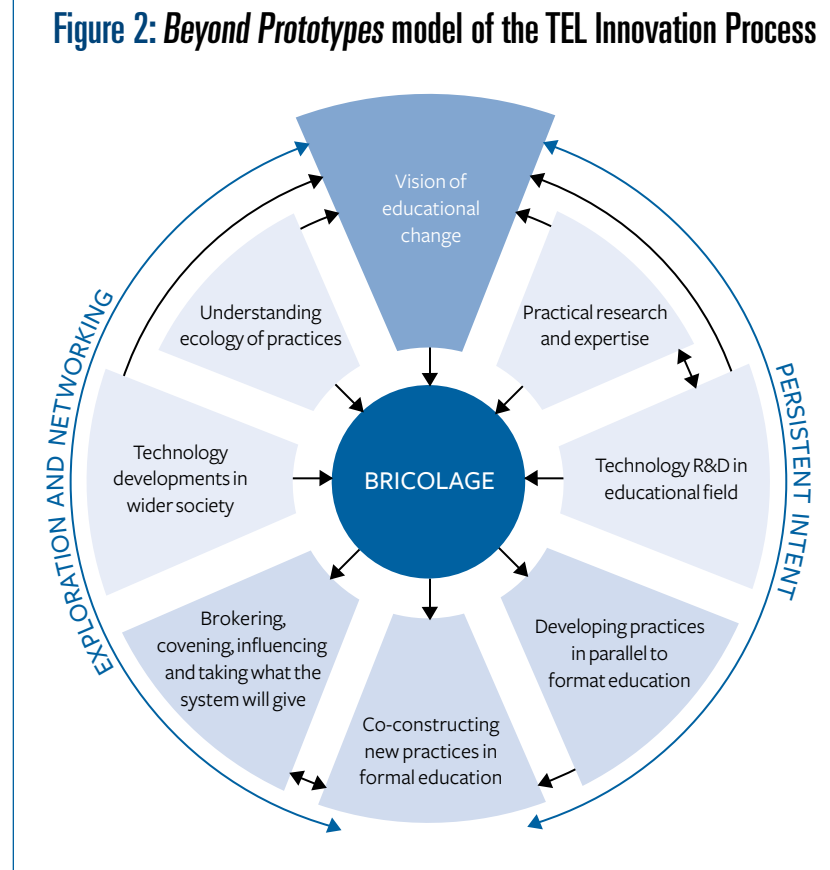 Figure 2: Beyond Prototypes model of the TEL Innovation Process
Vision of
educational
change
Understanding
ecology of practices
Practical research
and expertise
EXPLORATION AND NETWORKING
Technology
developments in
wider society
BRICOLAGE
Technology R&D in
educational field
PERSISTENT INTENT
Brokering,
covening, influencing
and taking what the
system will give
Developing practices
in parallel to
format education
Co-constructing
new practices in
formal education